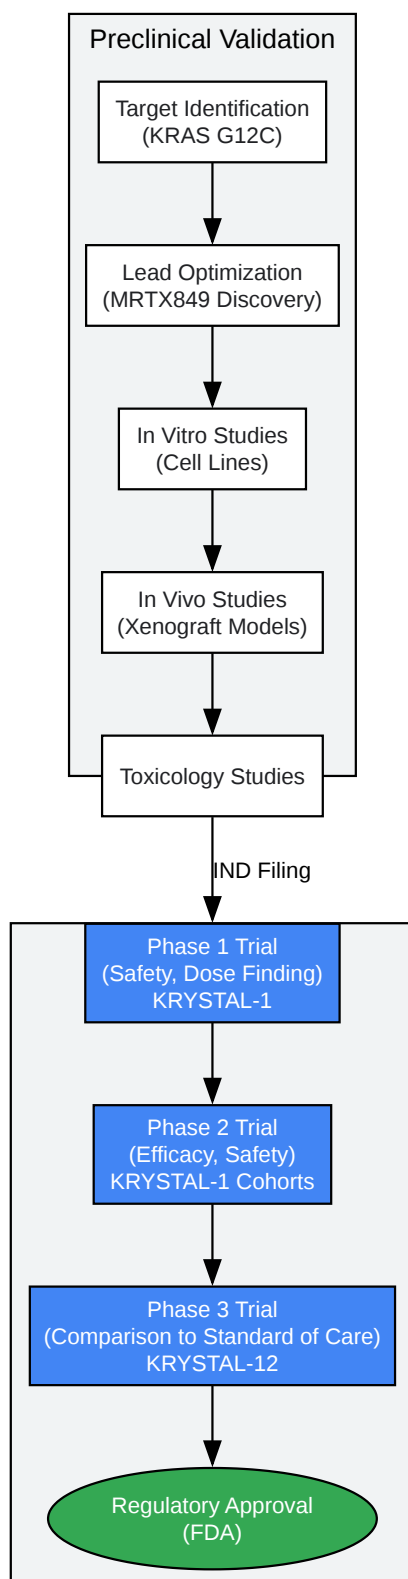 Preclinical Validation
Target Identification
(KRAS G12C)
Lead Optimization
(MRTX849 Discovery)
In Vitro Studies
(Cell Lines)
In Vivo Studies
(Xenograft Models)
Toxicology Studies
IND Filing
Phase 1 Trial
(Safety, Dose Finding)
KRYSTAL-1
Phase 2 Trial
(Efficacy, Safety)
KRYSTAL-1 Cohorts
Phase 3 Trial
(Comparison to Standard of Care)
KRYSTAL-12
Regulatory Approval
(FDA)